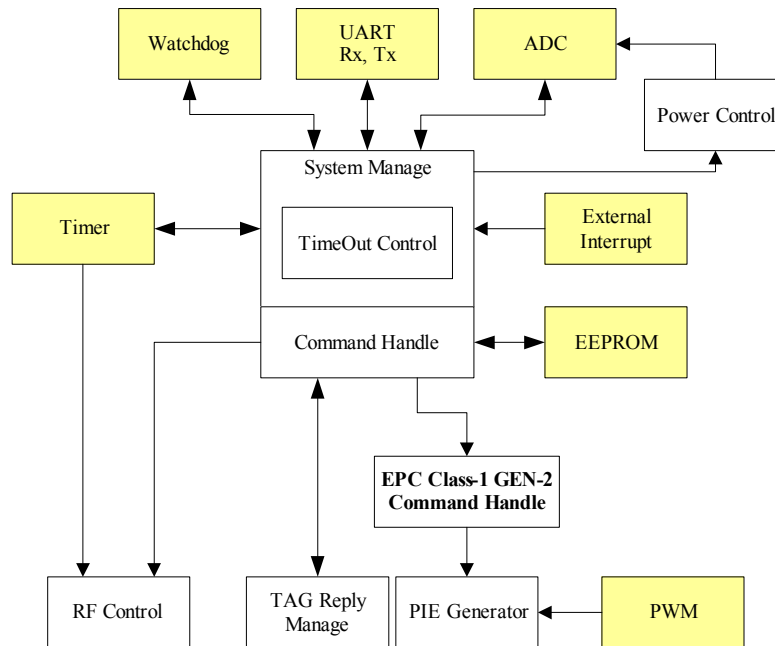 Watchdog
UART
Rx, Tx
ADC
Power Control
System Manage
Timer
TimeOut Control
External
Interrupt
Command Handle
EEPROM
EPC Class-1 GEN-2
Command Handle
RF Control
TAG Reply
Manage
PIE Generator
PWM